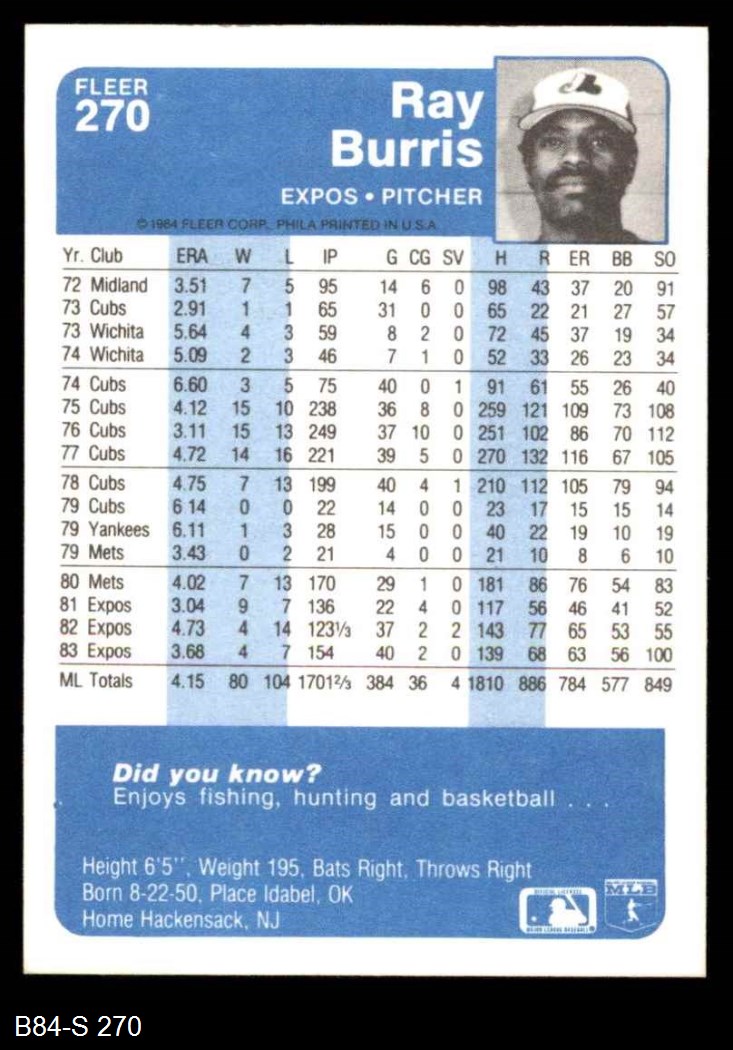 FLEER
270
Ray
Burris
EXPOS • PITCHER
© 1984 FLEER CORP. PHILA PRINTED IN U.S.A.
Yr. Club ERA W L IP G CG SV H R ER BB SO
72 Midland 3.51 7 5 95 14 6 0 98 43 37 20 91
73 Cubs 2.91 1 1 65 31 0 0 65 22 21 27 57
73 Wichita 5.64 4 3 59 8 2 0 72 45 37 19 34
74 Wichita 5.09 2 3 46 7 1 0 52 33 26 23 34
74 Cubs 6.60 3 5 75 40 0 1 91 61 55 26 40
75 Cubs 4.12 15 10 238 36 8 0 259 121 109 73 108
76 Cubs 3.11 15 13 249 37 10 0 251 102 86 70 112
77 Cubs 4.72 14 16 221 39 5 0 270 132 116 67 105
78 Cubs 4.75 7 13 199 40 4 1 210 112 105 79 94
79 Cubs 6.14 0 0 22 14 0 0 23 17 15 15 14
79 Yankees 6.11 1 3 28 15 0 0 40 22 19 10 19
79 Mets 3.43 0 2 21 4 0 0 21 10 8 6 10
80 Mets 4.02 7 13 170 29 1 0 181 86 76 54 83
81 Expos 3.04 9 7 136 22 4 0 117 56 46 41 52
82 Expos 4.73 4 14 123⅓ 37 2 2 143 77 65 53 55
83 Expos 3.68 4 7 154 40 2 0 139 68 63 56 100
ML Totals 4.15 80 104 1701⅔ 384 36 4 1810 886 784 577 849
Did you know?
Enjoys fishing, hunting and basketball . . .
Height 6'5'', Weight 195, Bats Right, Throws Right
Born 8-22-50, Place Idabel, OK
Home Hackensack, NJ
OFFICIAL LICENSEE
MAJOR LEAGUE BASEBALL
MLB
B84-S 270